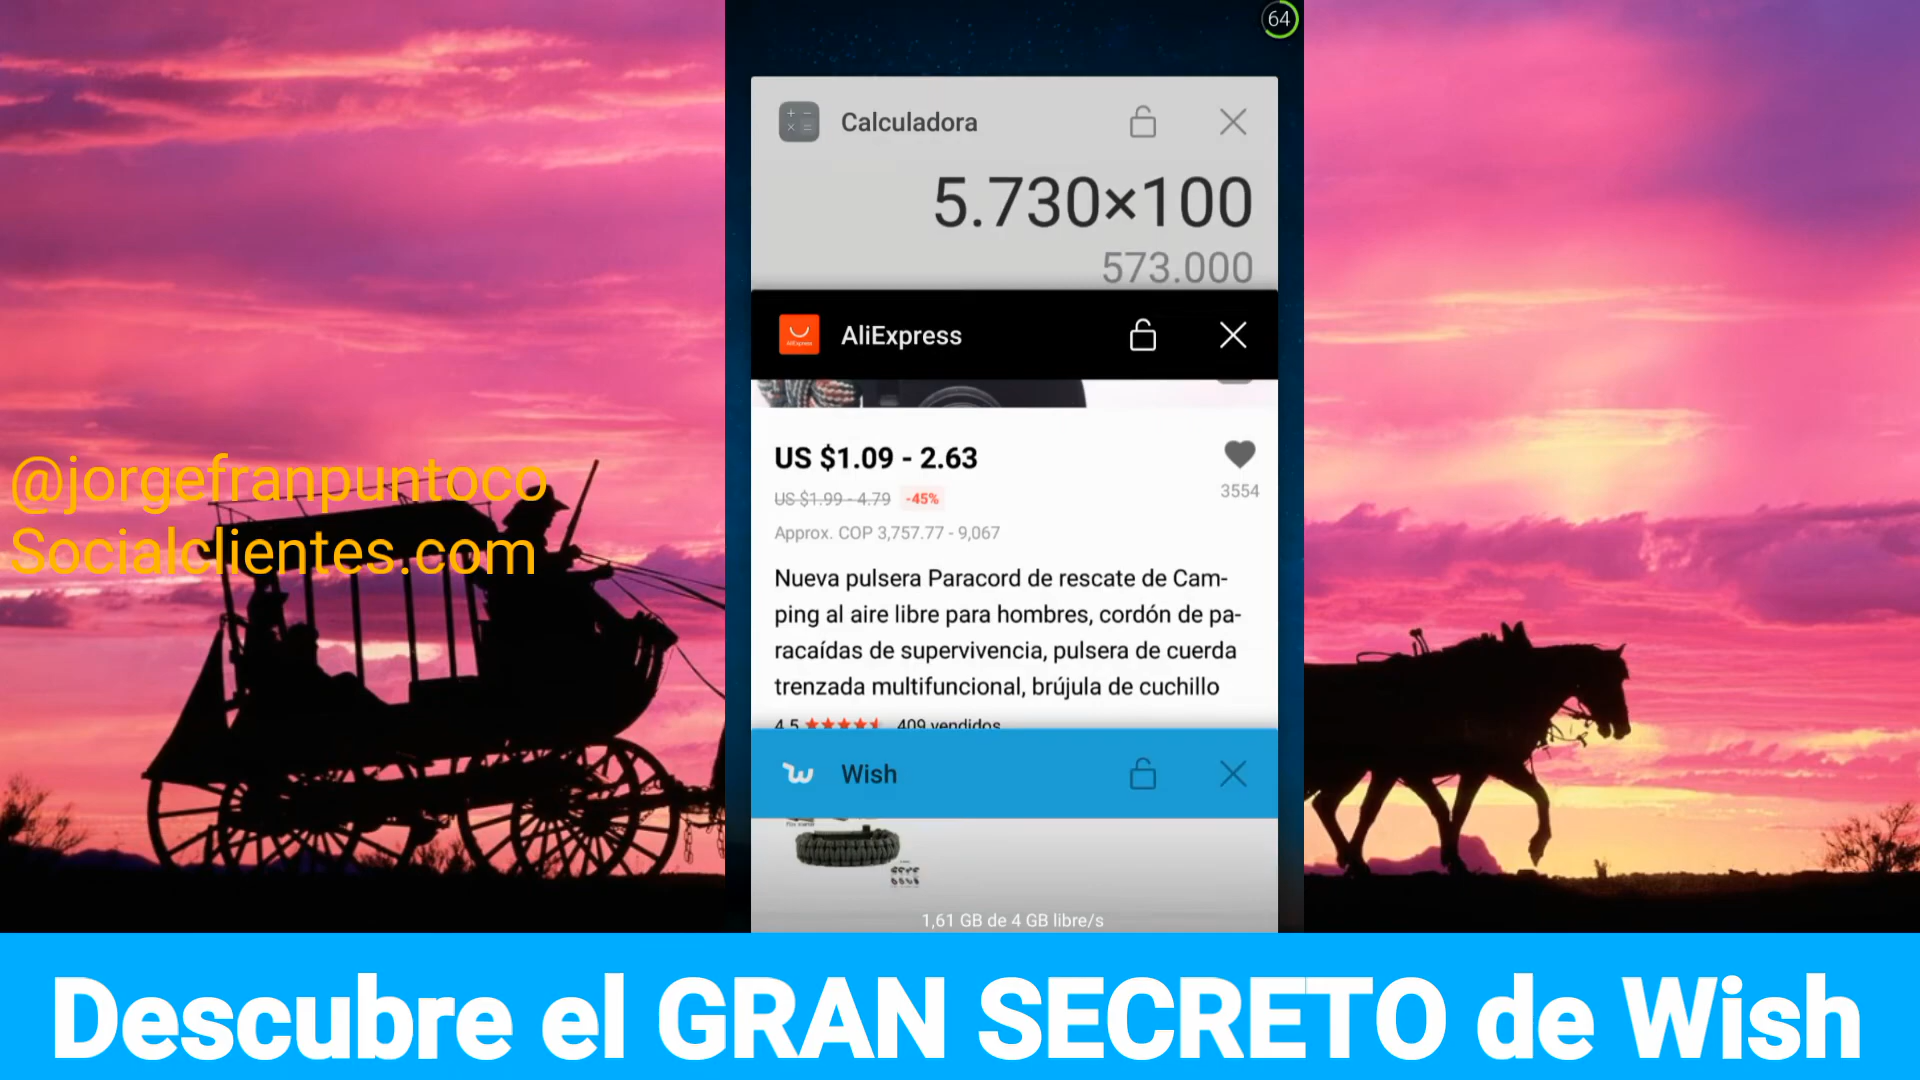 64
Calculadora
5.730×100
573.000
AliExpress
US $1.09 - 2.63
US $1.99 - 4.79 -45%
3554
Approx. COP 3,757.77 - 9,067
Nueva pulsera Paracord de rescate de Cam-
ping al aire libre para hombres, cordón de pa-
racaídas de supervivencia, pulsera de cuerda
trenzada multifuncional, brújula de cuchillo
4.5 409 vendidos
Wish
1,61 GB de 4 GB libre/s
@jorgefranpuntoco
Socialclientes.com
Descubre el GRAN SECRETO de Wish